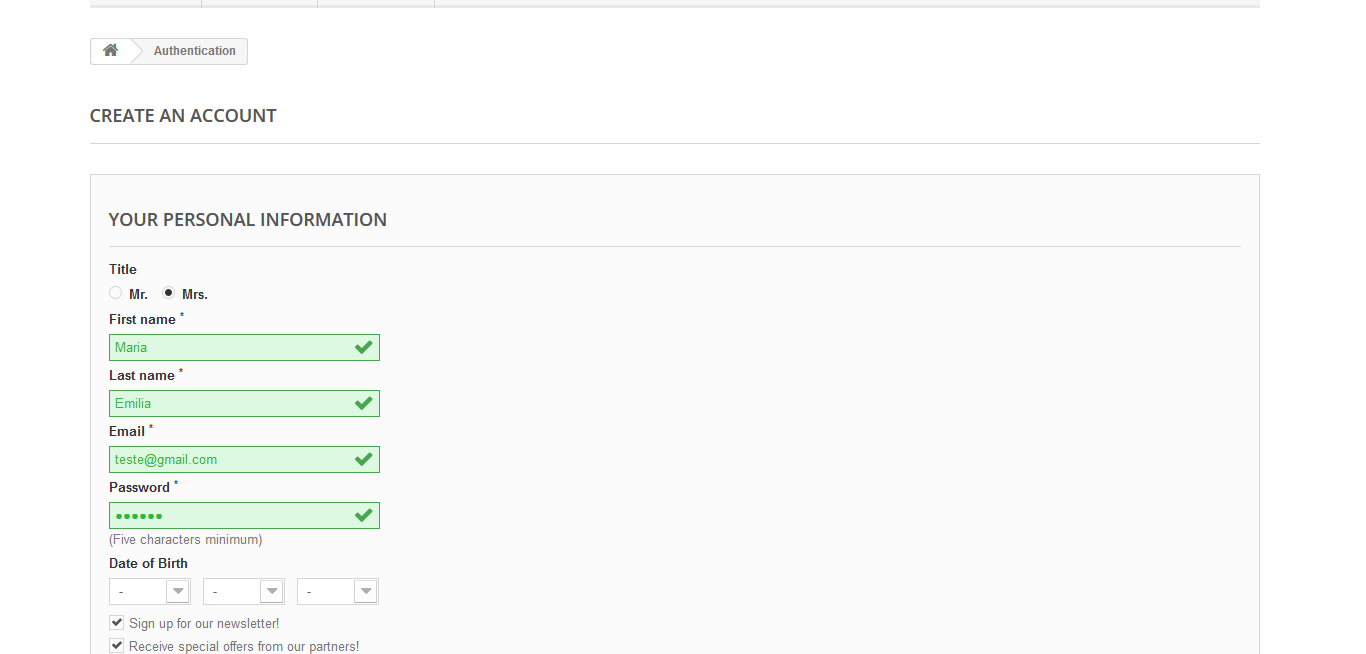 Authentication
CREATE AN ACCOUNT
YOUR PERSONAL INFORMATION
Title
Mr. Mrs.
First name *
Maria
Last name *
Emilia
Email *
teste@gmail.com
Password *
••••••
(Five characters minimum)
Date of Birth
- - -
Sign up for our newsletter!
Receive special offers from our partners!